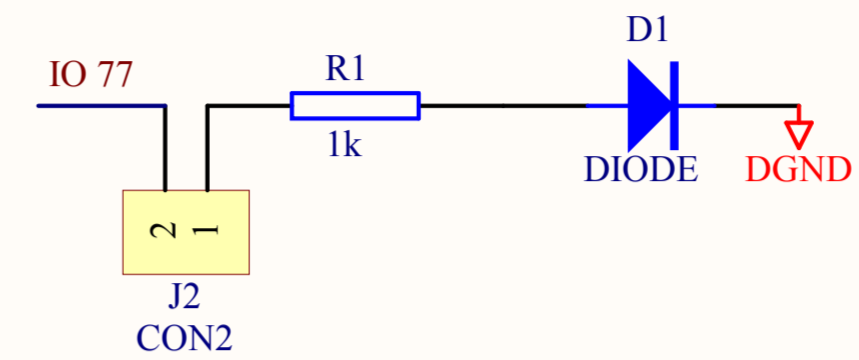 D1
IO 77
R1
1k
DIODE
DGND
2 1
J2
CON2